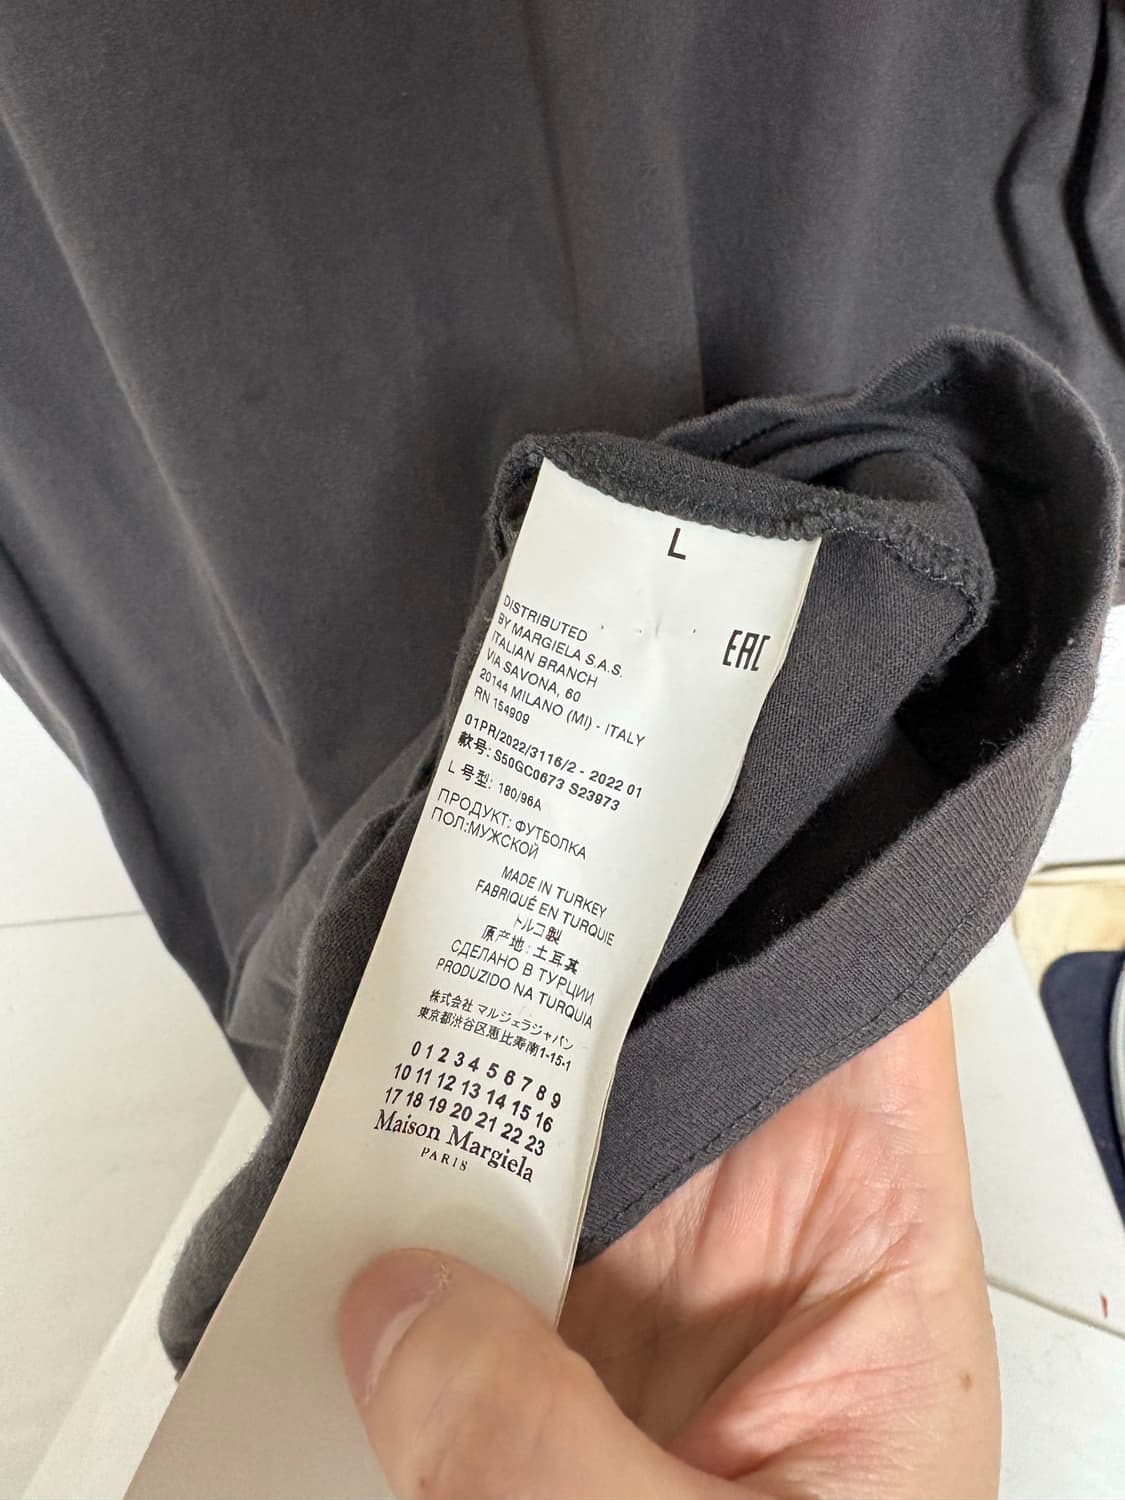 L
EAC
DISTRIBUTED
BY MARGIELA S.A.S.
ITALIAN BRANCH
VIA SAVONA, 60
20144 MILANO (MI) - ITALY
RN 154909
01PR/2022/3116/2 - 2022 01
款号: S50GC0673 S23973
L 号型: 180/96A
ПРОДУКТ: ФУТБОЛКА
ПОЛ:МУЖСКОЙ
MADE IN TURKEY
FABRIQUÉ EN TURQUIE
トルコ製
原产地: 土耳其
СДЕЛАНО В ТУРЦИИ
PRODUZIDO NA TURQUIA
株式会社 マルジェラジャパン
東京都渋谷区恵比寿南1-15-1
0 1 2 3 4 5 6 7 8 9
10 11 12 13 14 15 16
17 18 19 20 21 22 23
Maison Margiela
PARIS